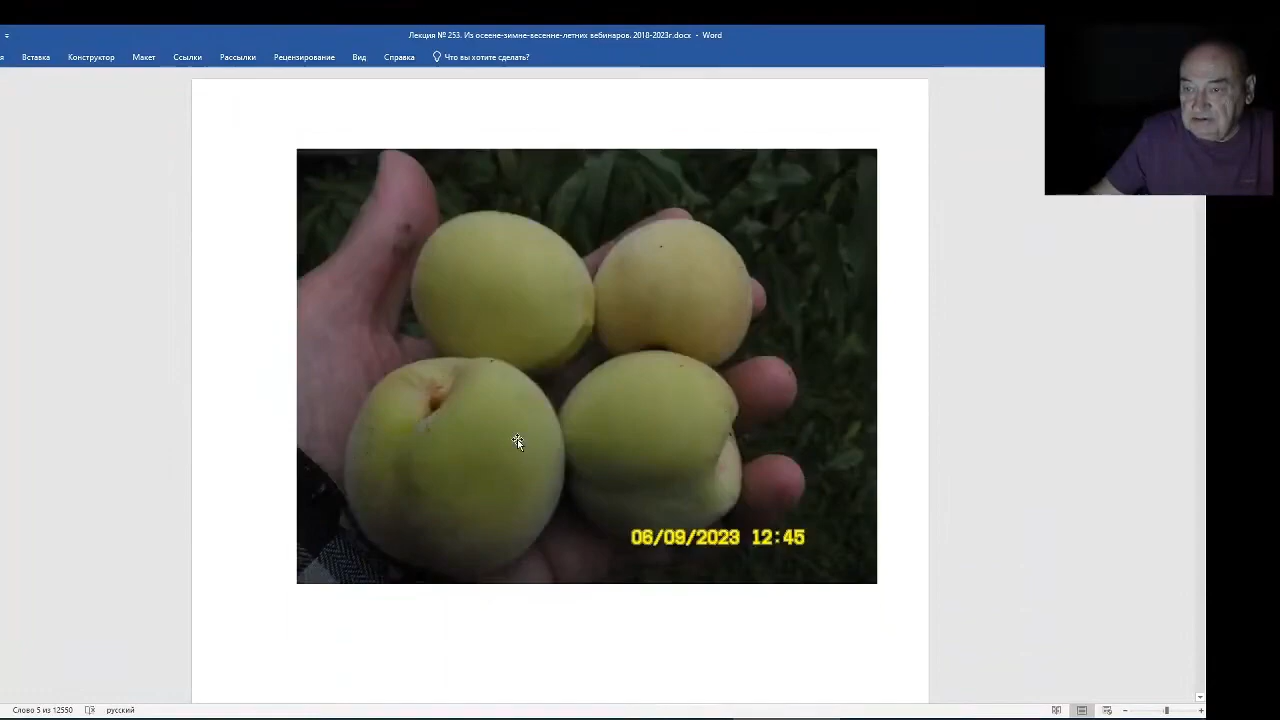 Лекция № 253. Из осеене-зимне-весенне-летних вебинаров. 2018-2023г.docx - Word
я Вставка Конструктор Макет Ссылки Рассылки Рецензирование Вид Справка Что вы хотите сделать?
06/09/2023 12:45
Слово 5 из 12550 русский